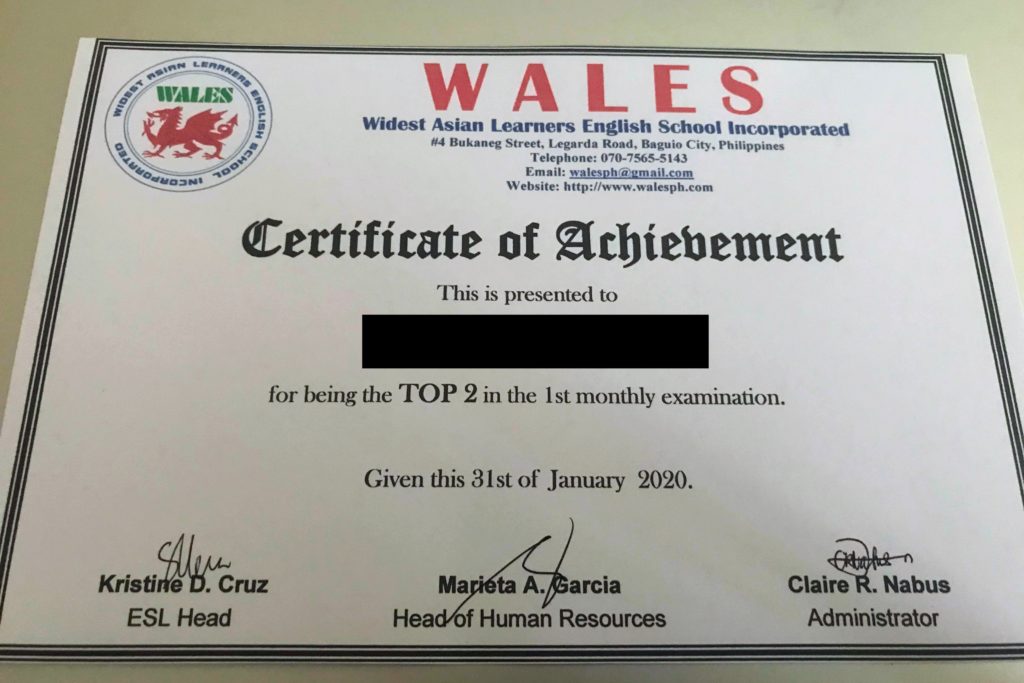 WIDEST ASIAN LEARNERS ENGLISH SCHOOL INCORPORATED
WALES
WALES
Widest Asian Learners English School Incorporated
#4 Bukaneg Street, Legarda Road, Baguio City, Philippines
Telephone: 070-7565-5143
Email: walesph@gmail.com
Website: http://www.walesph.com
Certificate of Achievement
This is presented to
for being the TOP 2 in the 1st monthly examination.
Given this 31st of January 2020.
Kristine D. Cruz
ESL Head
Marieta A. Garcia
Head of Human Resources
Claire R. Nabus
Administrator